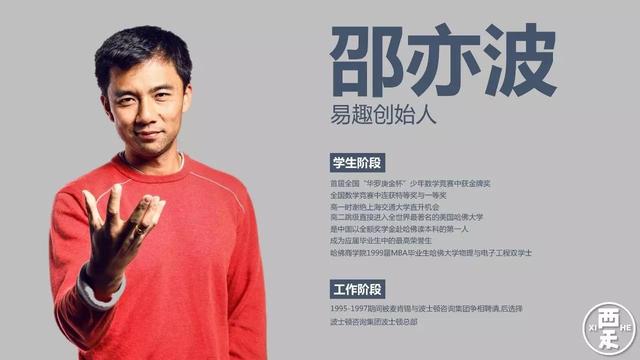 邵亦波
易趣创始人
学生阶段
首届全国“华罗庚金杯”少年数学竞赛中获金牌奖
全国数学竞赛中连获特等奖与一等奖
高一时谢绝上海交通大学直升机会
高二跳级直接进入全世界最著名的美国哈佛大学
是中国以全额奖学金赴哈佛读本科的第一人
成为应届毕业生中的最高荣誉生
哈佛商学院1999届MBA毕业生哈佛大学物理与电子工程双学士
工作阶段
1995-1997期间被麦肯锡与波士顿咨询集团争相聘请,后选择
波士顿咨询集团波士顿总部
XI HE